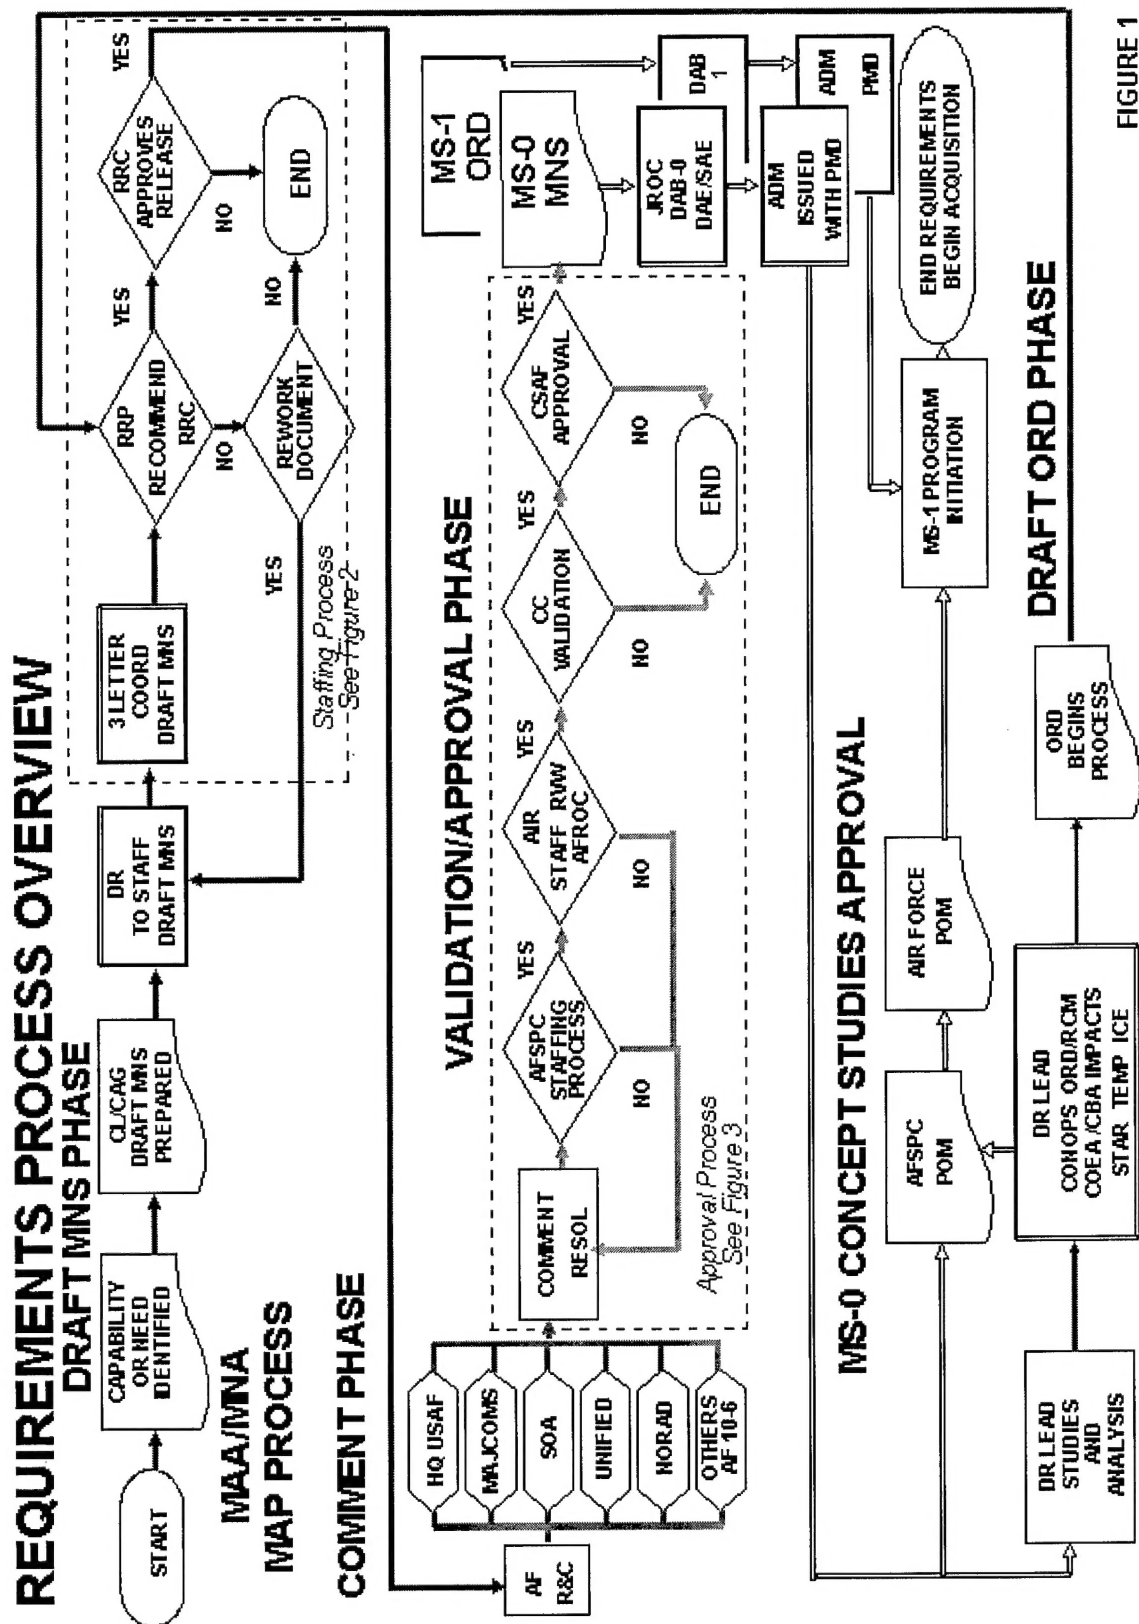 REQUIREMENTS PROCESS OVERVIEW
DRAFT MNS PHASE
START
CAPABILITY
OR NEED
IDENTIFIED
CL/CAG
DRAFT MNS
PREPARED
DR
TO STAFF
DRAFT MNS
3 LETTER
COORD
DRAFT MNS
RRP
RECOMMEND
RRC
YES
RRC
APPROVES
RELEASE
YES
NO
NO
REWORK
DOCUMENT
NO
END
YES
Staffing Process
See Figure 2
MAA/MNA
MAP PROCESS
COMMENT PHASE
AF
R&C
HQ USAF
MAJCOMS
SOA
UNIFIED
NORAD
OTHERS
AF 10-6
VALIDATION/APPROVAL PHASE
COMMENT
RESOL
AFSPC
STAFFING
PROCESS
YES
NO
AIR
STAFF RVW
AFROC
YES
NO
CC
VALIDATION
YES
NO
CSAF
APPROVAL
YES
NO
END
Approval Process
See Figure 3
MS-1
ORD
MS-0
MNS
JROC
DAB-0
DAE/SAE
DAB
1
ADM
ISSUED
WITH PMD
ADM
PMD
MS-0 CONCEPT STUDIES APPROVAL
AFSPC
POM
AIR FORCE
POM
MS-1 PROGRAM
INITIATION
END REQUIREMENTS
BEGIN ACQUISITION
DR LEAD
STUDIES
AND
ANALYSIS
DR LEAD
CONOPS ORD/RCM
COEA/CBA IMPACTS
STAR TEMP ICE
ORD
BEGINS
PROCESS
DRAFT ORD PHASE
FIGURE 1